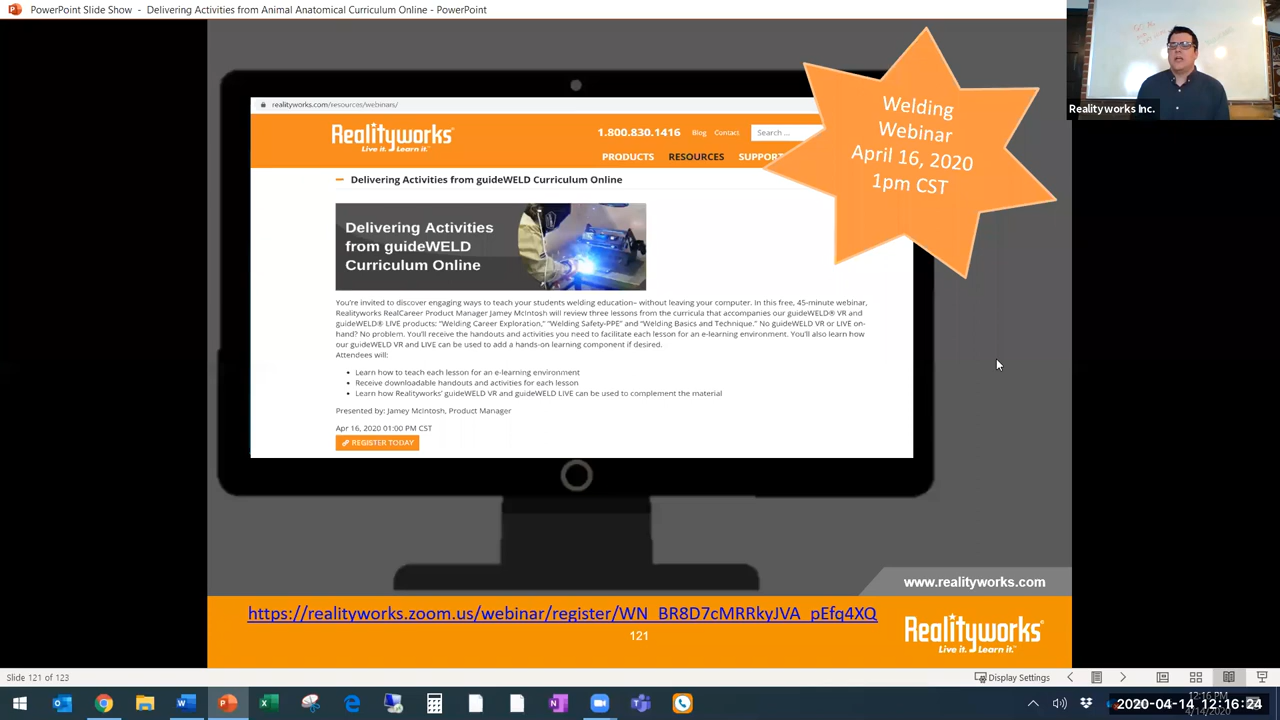 PowerPoint Slide Show - Delivering Activities from Animal Anatomical Curriculum Online - PowerPoint
Realityworks Inc.
Welding
Webinar
April 16, 2020
1pm CST
realityworks.com/resources/webinars/
Realityworks
Live it. Learn it.
1.800.830.1416 Blog Contact Search ...
PRODUCTS RESOURCES SUPPORT
Delivering Activities from guideWELD Curriculum Online
Delivering Activities
from guideWELD
Curriculum Online
You're invited to discover engaging ways to teach your students welding education– without leaving your computer. In this free, 45-minute webinar,
Realityworks RealCareer Product Manager Jamey McIntosh will review three lessons from the curricula that accompanies our guideWELD® VR and
guideWELD® LIVE products: "Welding Career Exploration," "Welding Safety-PPE" and "Welding Basics and Technique." No guideWELD VR or LIVE on-
hand? No problem. You'll receive the handouts and activities you need to facilitate each lesson for an e-learning environment. You'll also learn how
our guideWELD VR and LIVE can be used to add a hands-on learning component if desired.
Attendees will:
• Learn how to teach each lesson for an e-learning environment
• Receive downloadable handouts and activities for each lesson
• Learn how Realityworks' guideWELD VR and guideWELD LIVE can be used to complement the material
Presented by: Jamey McIntosh, Product Manager
Apr 16, 2020 01:00 PM CST
REGISTER TODAY
www.realityworks.com
https://realityworks.zoom.us/webinar/register/WN_BR8D7cMRRkyJVA_pEfq4XQ
121
Realityworks
Live it. Learn it.
Slide 121 of 123
Display Settings
12:16 PM
4/14/2020
2020-04-14 12:16:24